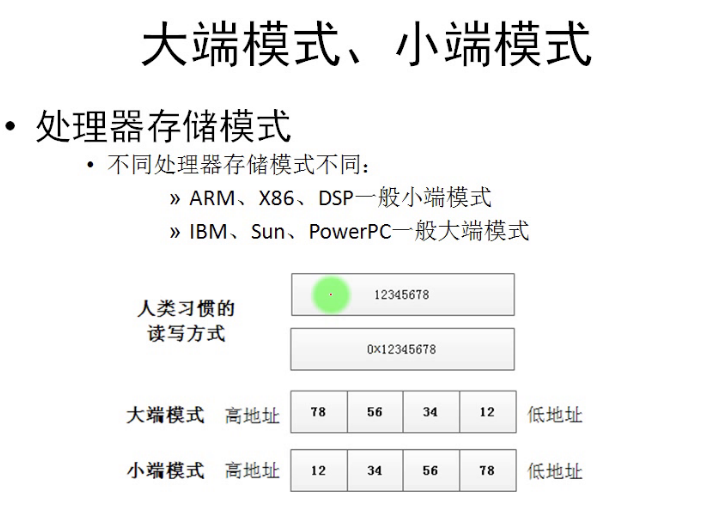 大端模式、小端模式
• 处理器存储模式
• 不同处理器存储模式不同：
» ARM、X86、DSP一般小端模式
» IBM、Sun、PowerPC一般大端模式
人类习惯的
读写方式
12345678
0X12345678
大端模式 高地址 78 56 34 12 低地址
小端模式 高地址 12 34 56 78 低地址